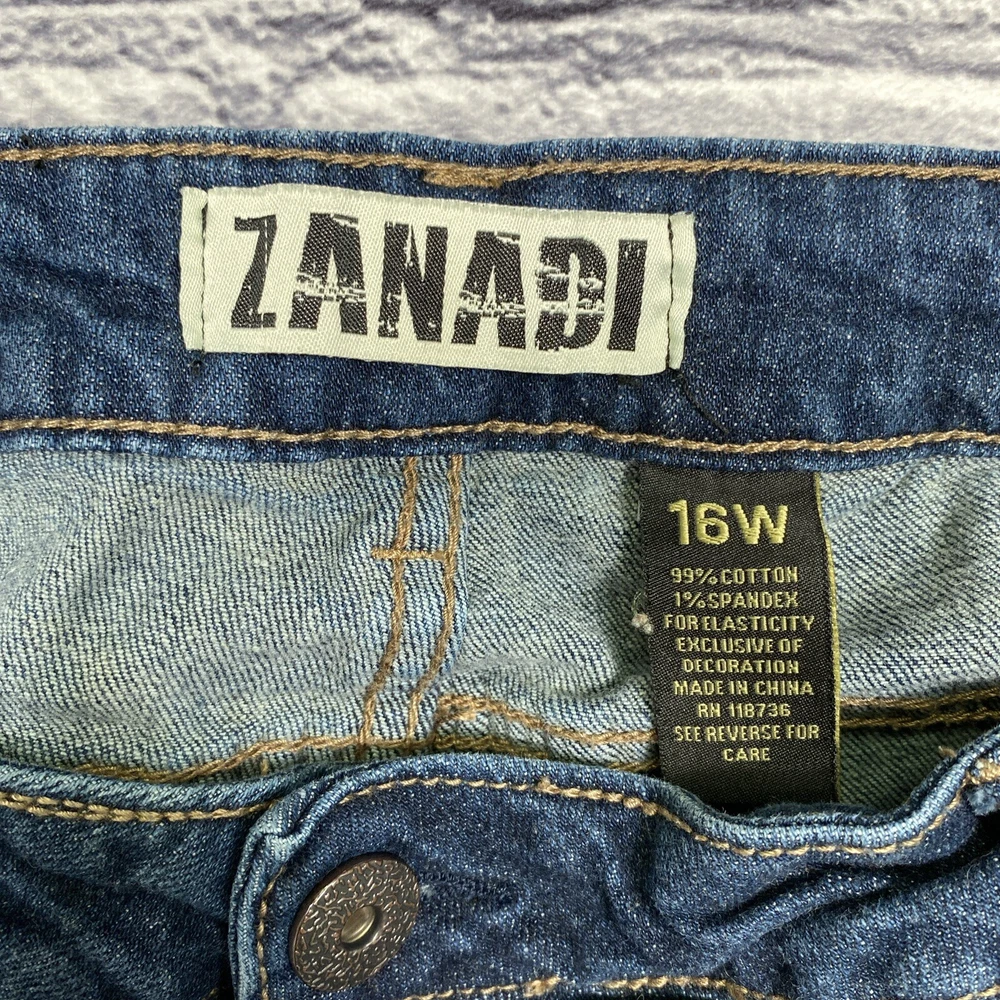 ZANADI
16W
99% COTTON
1% SPANDEX
FOR ELASTICITY
EXCLUSIVE OF
DECORATION
MADE IN CHINA
RN 118736
SEE REVERSE FOR
CARE